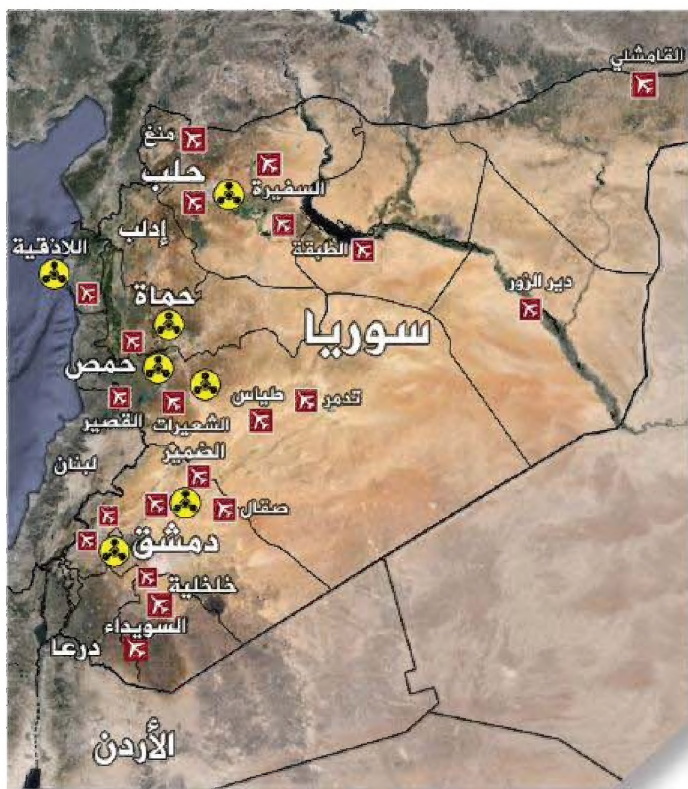 القامشلي
منغ
حلب
السفيرة
إدلب
الطبقة
اللاذقية
دير الزور
حماة
سوريا
حمص
طياس
تدمر
القصير
الشعيرات
الضمير
لبنان
صقال
دمشق
خلخلية
السويداء
درعا
الأردن